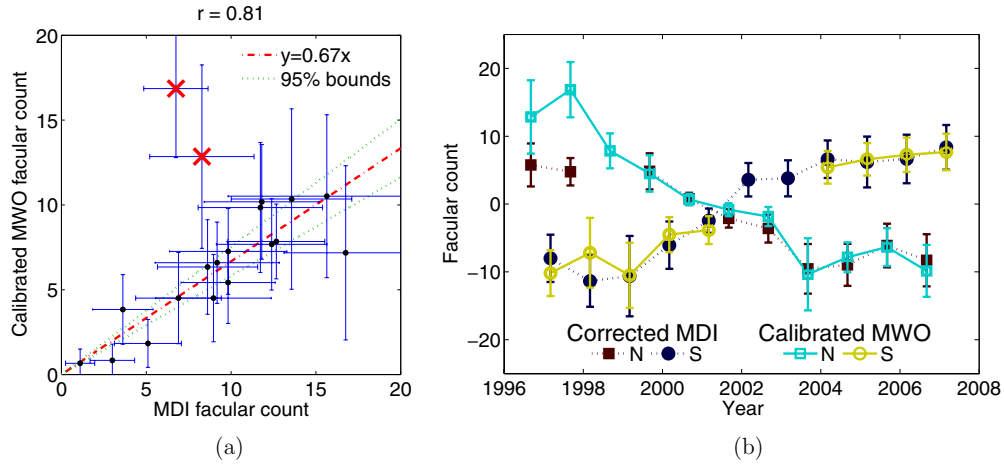 r = 0.81
Calibrated MWO facular count
20
15
10
5
0
y=0.67x
95% bounds
0 5 10 15 20
MDI facular count
(a)
Facular count
20
10
0
−10
−20
Corrected MDI Calibrated MWO
N S N S
1996 1998 2000 2002 2004 2006 2008
Year
(b)